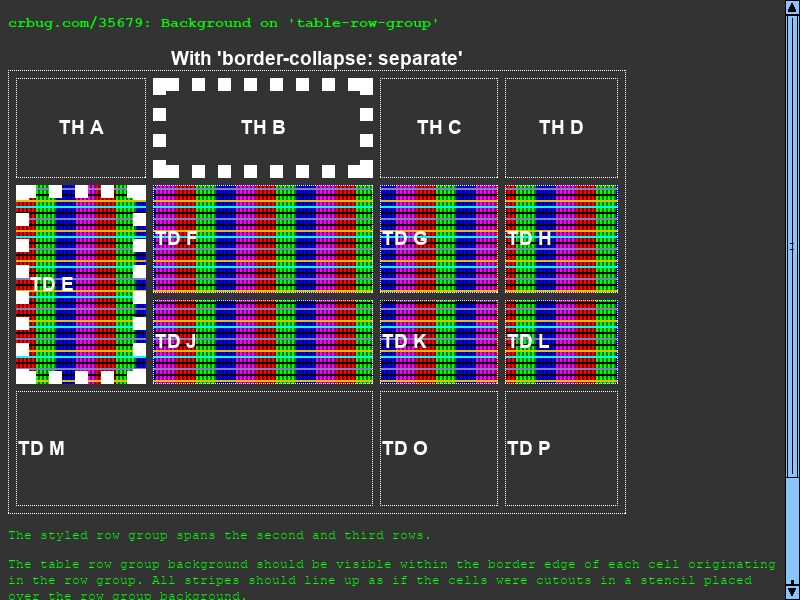 crbug.com/35679: Background on 'table-row-group'
With 'border-collapse: separate'
TH A TH B TH C TH D
TD F TD G TD H
TD E
TD J TD K TD L
TD M TD O TD P
The styled row group spans the second and third rows.
The table row group background should be visible within the border edge of each cell originating
in the row group. All stripes should line up as if the cells were cutouts in a stencil placed
over the row group background.